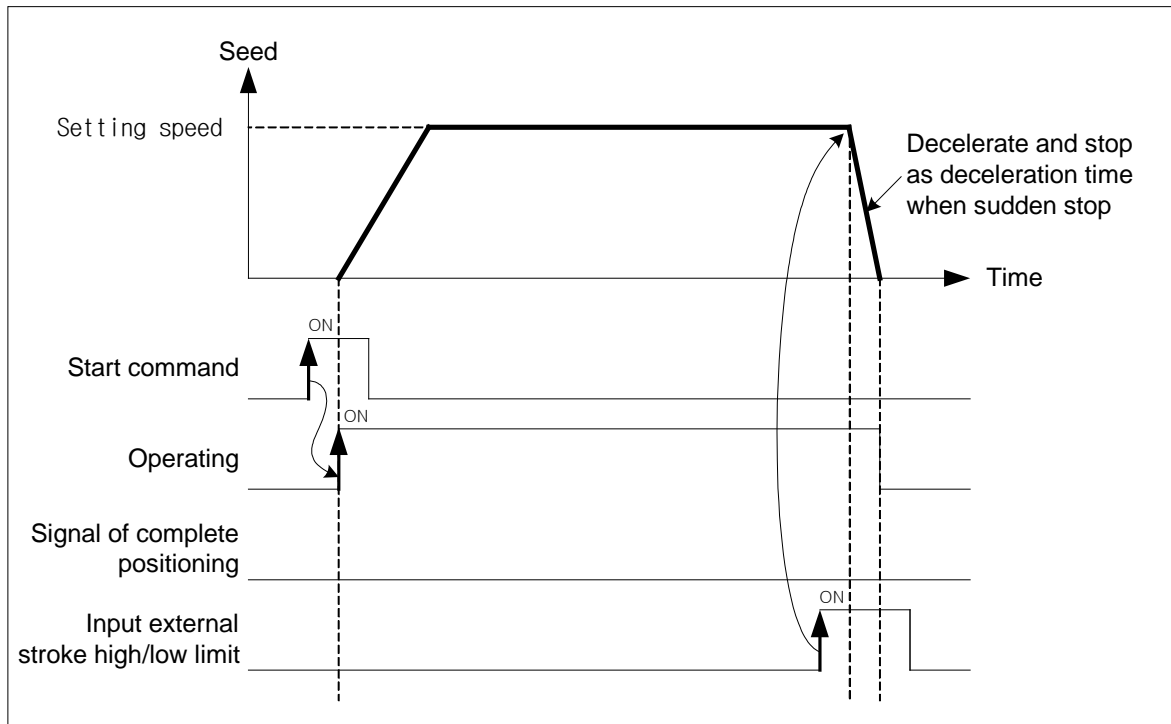 Seed
Setting speed
Decelerate and stop
as deceleration time
when sudden stop
Time
ON
Start command
ON
Operating
Signal of complete
positioning
ON
Input external
stroke high/low limit